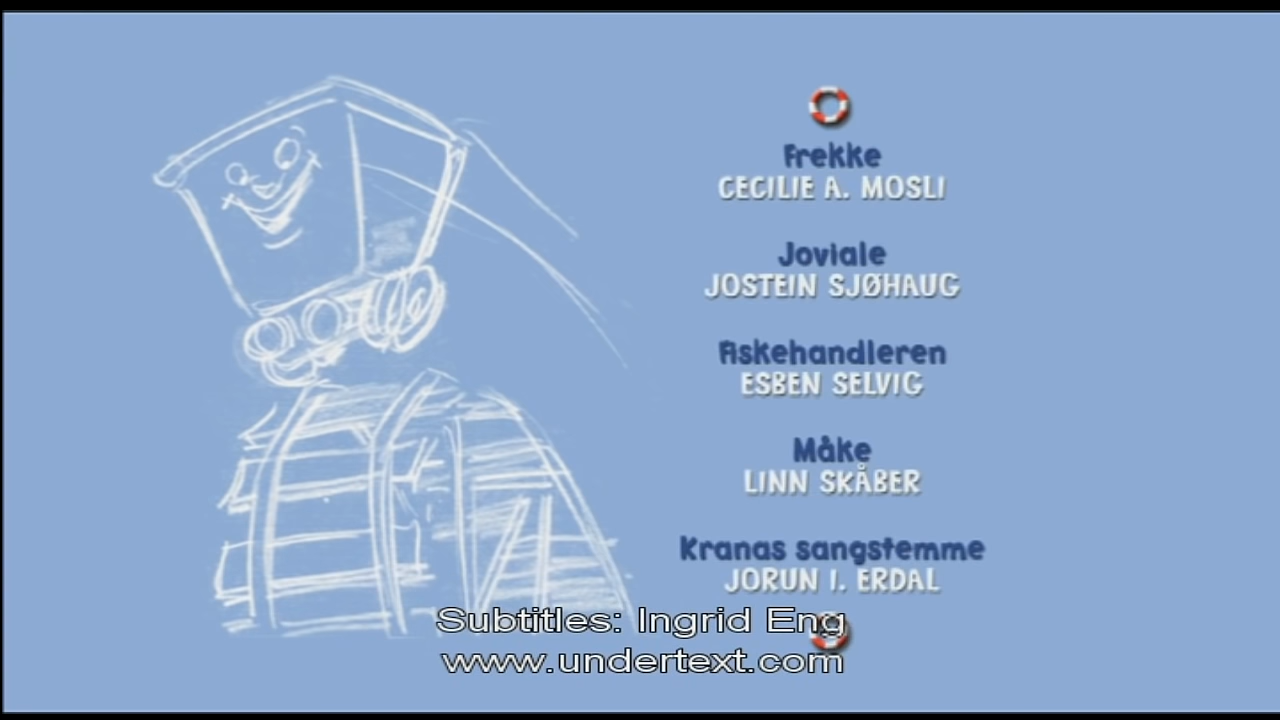 Frekke
CECILIE A. MOSLI
Joviale
JOSTEIN SJØHAUG
Fiskehandleren
ESBEN SELVIG
Måke
LINN SKÅBER
Kranas sangstemme
JORUN I. ERDAL
Subtitles: Ingrid Eng
www.undertext.com